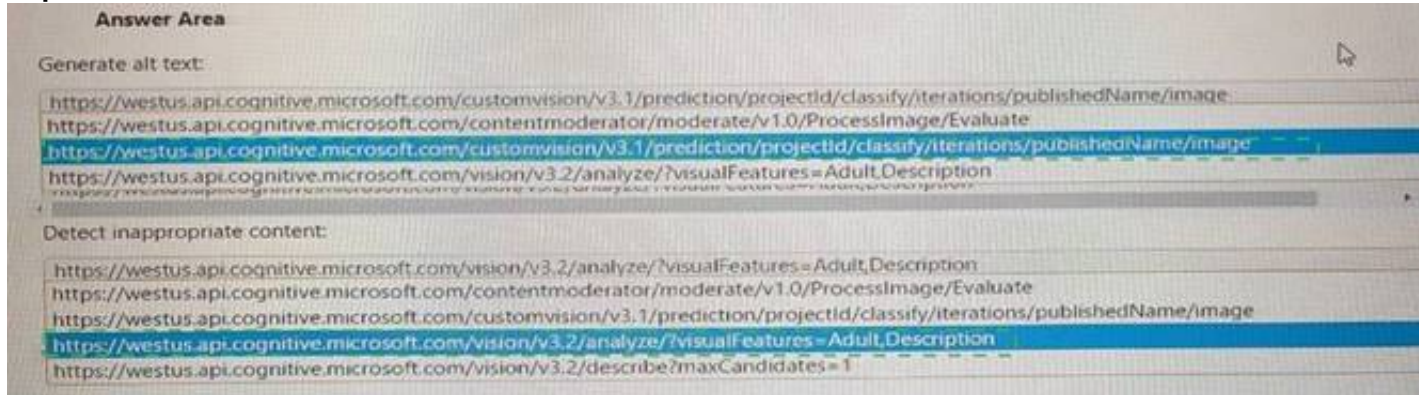 Answer Area
Generate alt text:
https://westus.api.cognitive.microsoft.com/customvision/v3.1/prediction/projectId/classify/iterations/publishedName/image
https://westus.api.cognitive.microsoft.com/contentmoderator/moderate/v1.0/ProcessImage/Evaluate
https://westus.api.cognitive.microsoft.com/customvision/v3.1/prediction/projectId/classify/iterations/publishedName/image
https://westus.api.cognitive.microsoft.com/vision/v3.2/analyze/?visualFeatures=Adult,Description
Detect inappropriate content:
https://westus.api.cognitive.microsoft.com/vision/v3.2/analyze/?visualFeatures=Adult,Description
https://westus.api.cognitive.microsoft.com/contentmoderator/moderate/v1.0/ProcessImage/Evaluate
https://westus.api.cognitive.microsoft.com/customvision/v3.1/prediction/projectId/classify/iterations/publishedName/image
https://westus.api.cognitive.microsoft.com/vision/v3.2/analyze/?visualFeatures=Adult,Description
https://westus.api.cognitive.microsoft.com/vision/v3.2/describe?maxCandidates=1